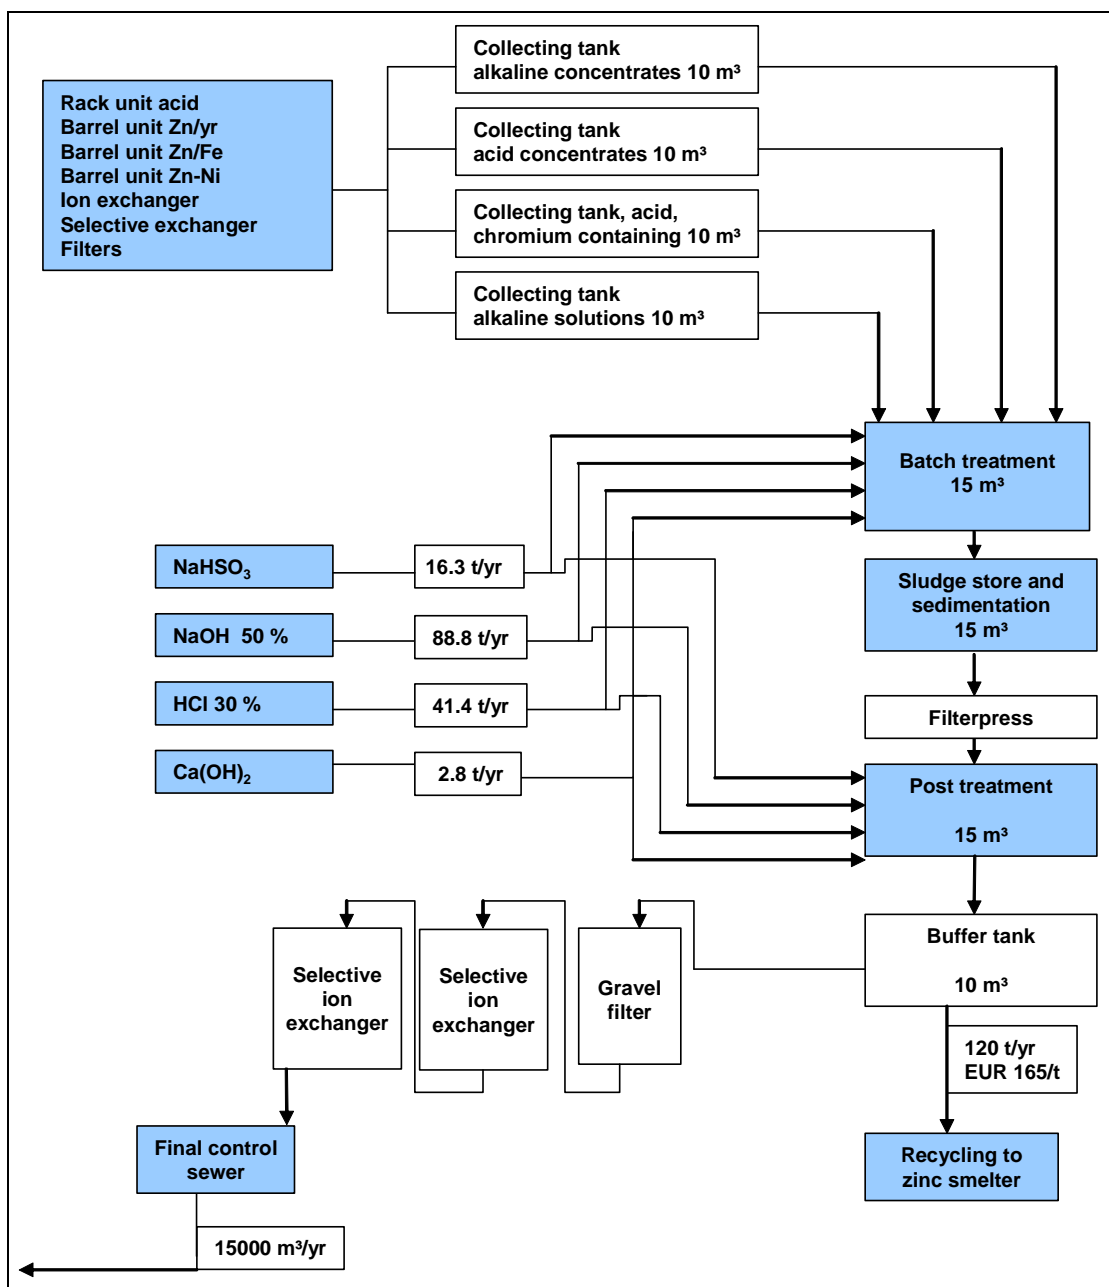 Collecting tank
alkaline concentrates 10 m³
Rack unit acid
Barrel unit Zn/yr
Barrel unit Zn/Fe
Barrel unit Zn-Ni
Ion exchanger
Selective exchanger
Filters
Collecting tank
acid concentrates 10 m³
Collecting tank, acid,
chromium containing 10 m³
Collecting tank
alkaline solutions 10 m³
Batch treatment
15 m³
NaHSO₃
16.3 t/yr
Sludge store and
sedimentation
15 m³
NaOH 50 %
88.8 t/yr
HCl 30 %
41.4 t/yr
Filterpress
Ca(OH)₂
2.8 t/yr
Post treatment
15 m³
Buffer tank
10 m³
Gravel
filter
Selective
ion
exchanger
Selective
ion
exchanger
120 t/yr
EUR 165/t
Final control
sewer
Recycling to
zinc smelter
15000 m³/yr